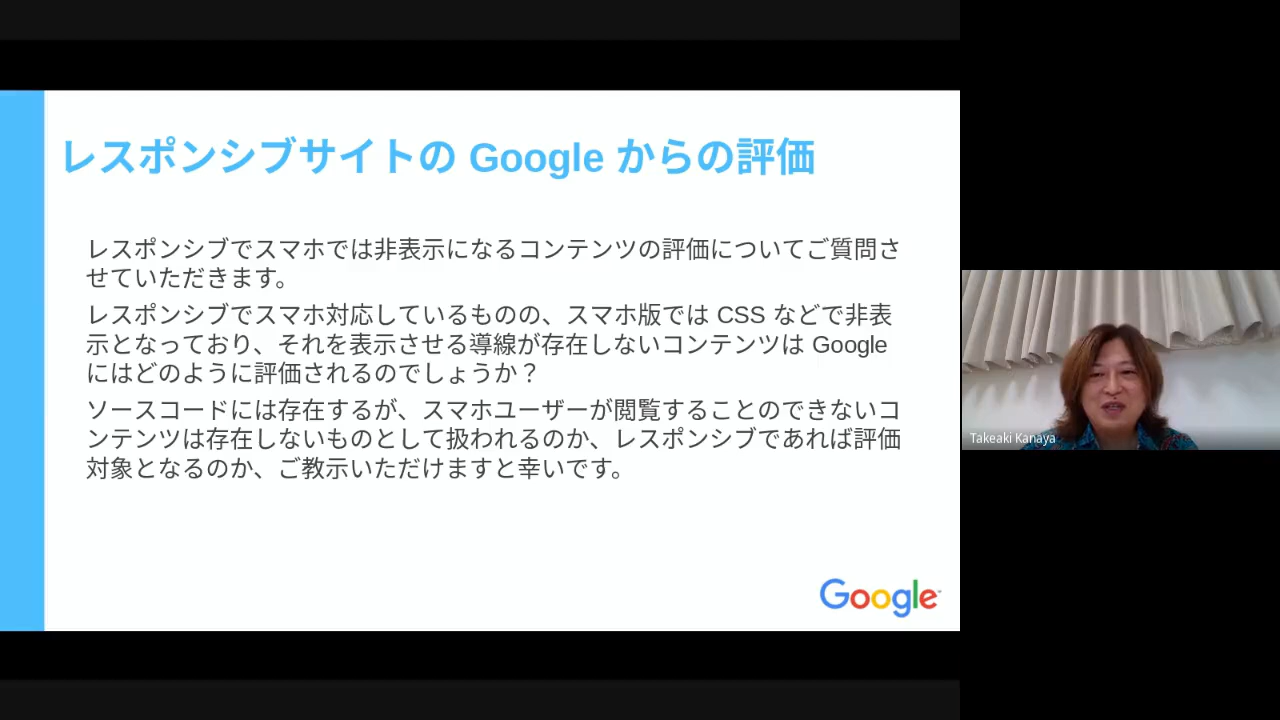 レスポンシブサイトの Google からの評価
レスポンシブでスマホでは非表示になるコンテンツの評価についてご質問さ
せていただきます。
レスポンシブでスマホ対応しているものの、スマホ版では CSS などで非表
示となっており、それを表示させる導線が存在しないコンテンツは Google
にはどのように評価されるのでしょうか？
ソースコードには存在するが、スマホユーザーが閲覧することのできないコ
ンテンツは存在しないものとして扱われるのか、レスポンシブであれば評価
対象となるのか、ご教示いただけますと幸いです。
Google
Takeaki Kanaya